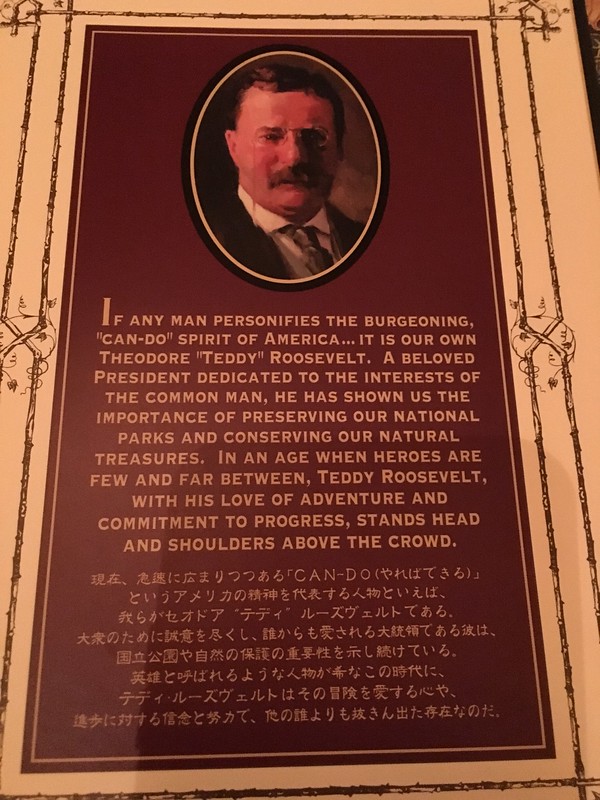 IF ANY MAN PERSONIFIES THE BURGEONING,
"CAN-DO" SPIRIT OF AMERICA... IT IS OUR OWN
THEODORE "TEDDY" ROOSEVELT. A BELOVED
PRESIDENT DEDICATED TO THE INTERESTS OF
THE COMMON MAN, HE HAS SHOWN US THE
IMPORTANCE OF PRESERVING OUR NATIONAL
PARKS AND CONSERVING OUR NATURAL
TREASURES. IN AN AGE WHEN HEROES ARE
FEW AND FAR BETWEEN, TEDDY ROOSEVELT,
WITH HIS LOVE OF ADVENTURE AND
COMMITMENT TO PROGRESS, STANDS HEAD
AND SHOULDERS ABOVE THE CROWD.
現在、急速に広まりつつある「CAN-DO(やればできる)」
というアメリカの精神を代表する人物といえば、
我らがセオドア "テディ" ルーズヴェルトである。
大衆のために誠意を尽くし、誰からも愛される大統領である彼は、
国立公園や自然の保護の重要性を示し続けている。
英雄と呼ばれるような人物が希なこの時代に、
テディ・ルーズヴェルトはその冒険を愛する心や、
進歩に対する信念と努力で、他の誰よりも抜きん出た存在なのだ。